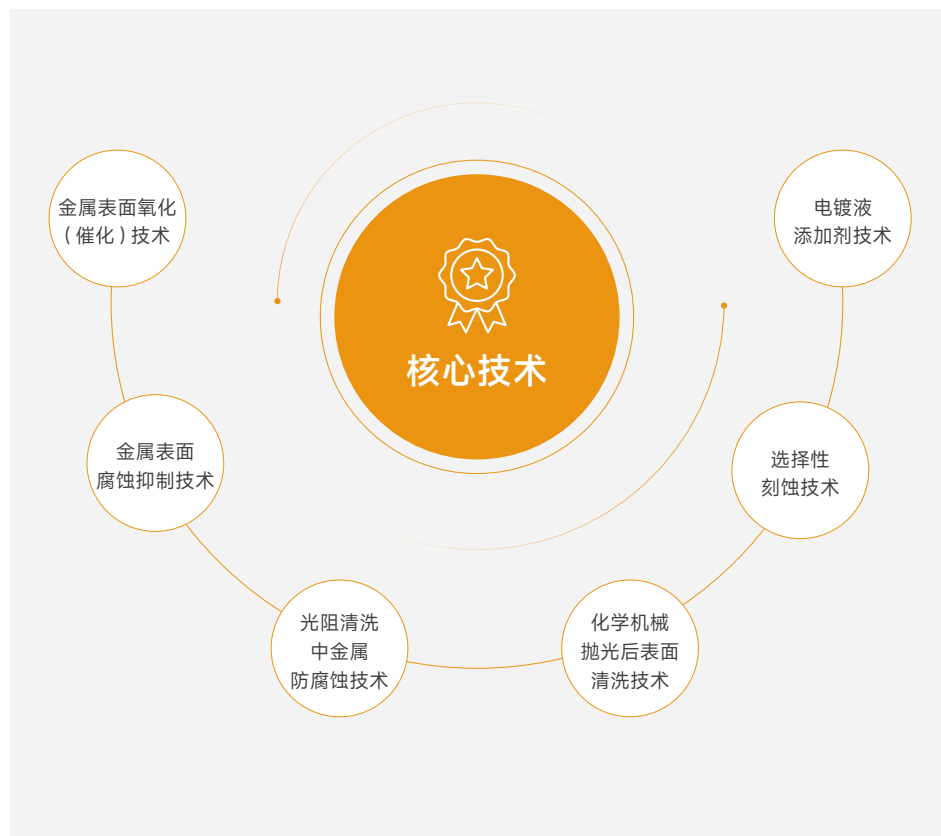 核心技术
金属表面氧化
(催化)技术
金属表面
腐蚀抑制技术
光阻清洗
中金属
防腐蚀技术
化学机械
抛光后表面
清洗技术
选择性
刻蚀技术
电镀液
添加剂技术